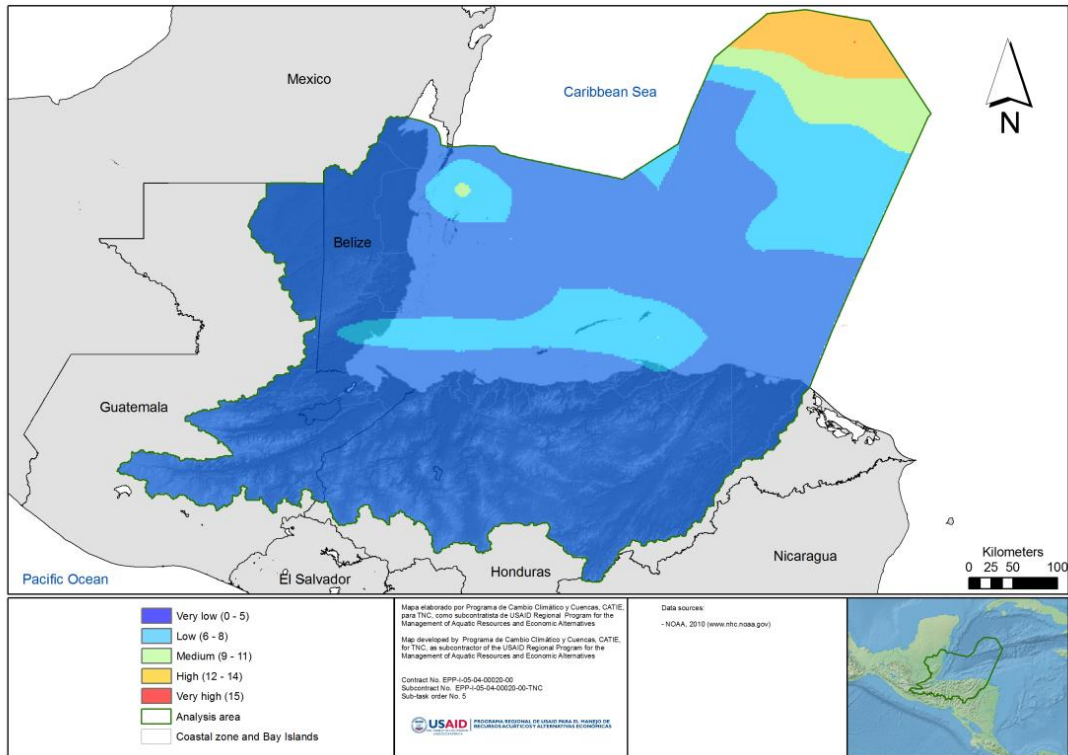 Mexico
Caribbean Sea
N
Belize
Guatemala
Kilometers
0 25 50 100
Nicaragua
Pacific Ocean
El Salvador
Honduras
Very low (0 - 5)
Low (6 - 8)
Medium (9 - 11)
High (12 - 14)
Very high (15)
Analysis area
Coastal zone and Bay Islands
Mapa elaborado por Programa de Cambio Climático y Cuencas, CATIE,
para TNC, como subcontratista de USAID Regional Program for the
Management of Aquatic Resources and Economic Alternatives
Map developed by Programa de Cambio Climático y Cuencas, CATIE,
for TNC, as subcontractor of the USAID Regional Program for the
Management of Aquatic Resources and Economic Alternatives
Contract No. EPP-I-05-04-00020-00
Subcontract No. EPP-I-05-04-00020-00-TNC
Sub-task order No. 5
USAID
PROGRAMA REGIONAL DE USAID PARA EL MANEJO DE
RECURSOS ACUÁTICOS Y ALTERNATIVAS ECONÓMICAS
Data sources:
- NOAA, 2010 (www.nhc.noaa.gov)